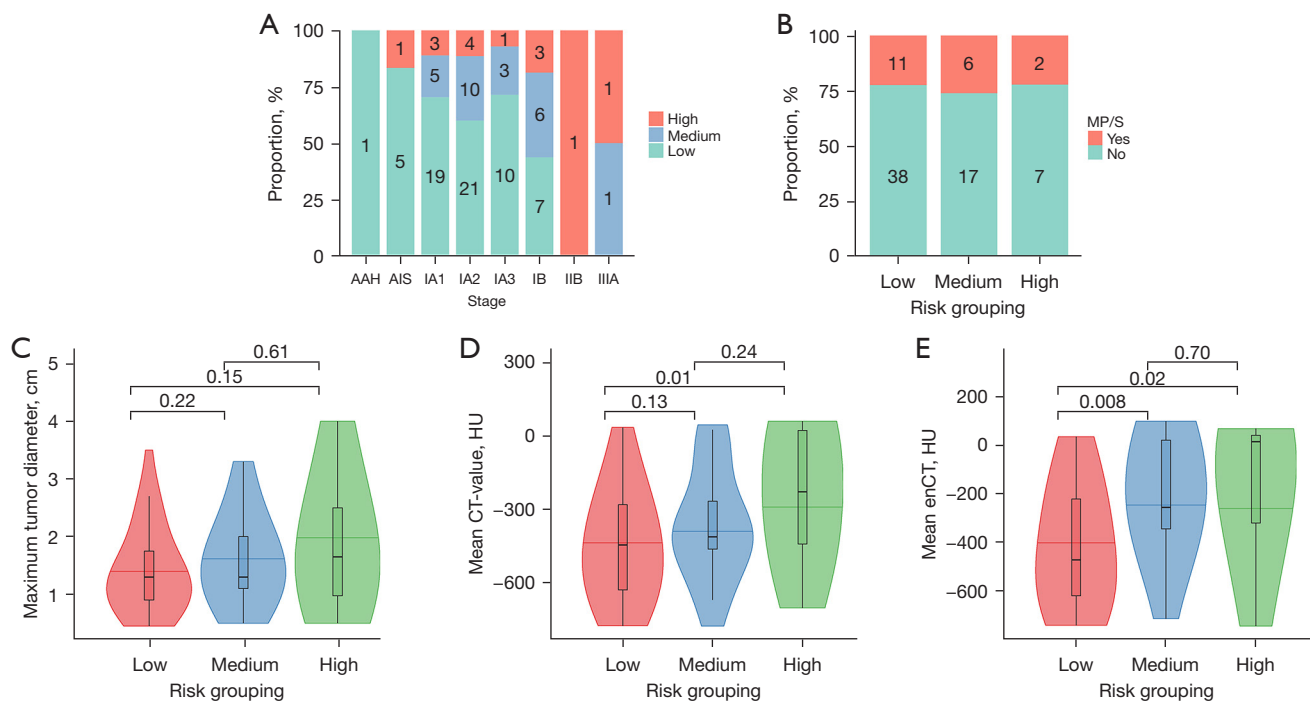 A
Proportion, %
100
75
50
25
0
1
1
5
3
5
19
4
10
21
1
3
10
3
6
7
1
1
1
AAH AIS IA1 IA2 IA3 IB IIB IIIA
Stage
High
Medium
Low
B
Proportion, %
100
75
50
25
0
11 6 2
38 17 7
Low Medium High
Risk grouping
MP/S
Yes
No
C
Maximum tumor diameter, cm
5
4
3
2
1
0.61
0.15
0.22
Low Medium High
Risk grouping
D
Mean CT-value, HU
300
0
−300
−600
0.24
0.01
0.13
Low Medium High
Risk grouping
E
Mean enCT, HU
200
0
−200
−400
−600
0.70
0.02
0.008
Low Medium High
Risk grouping